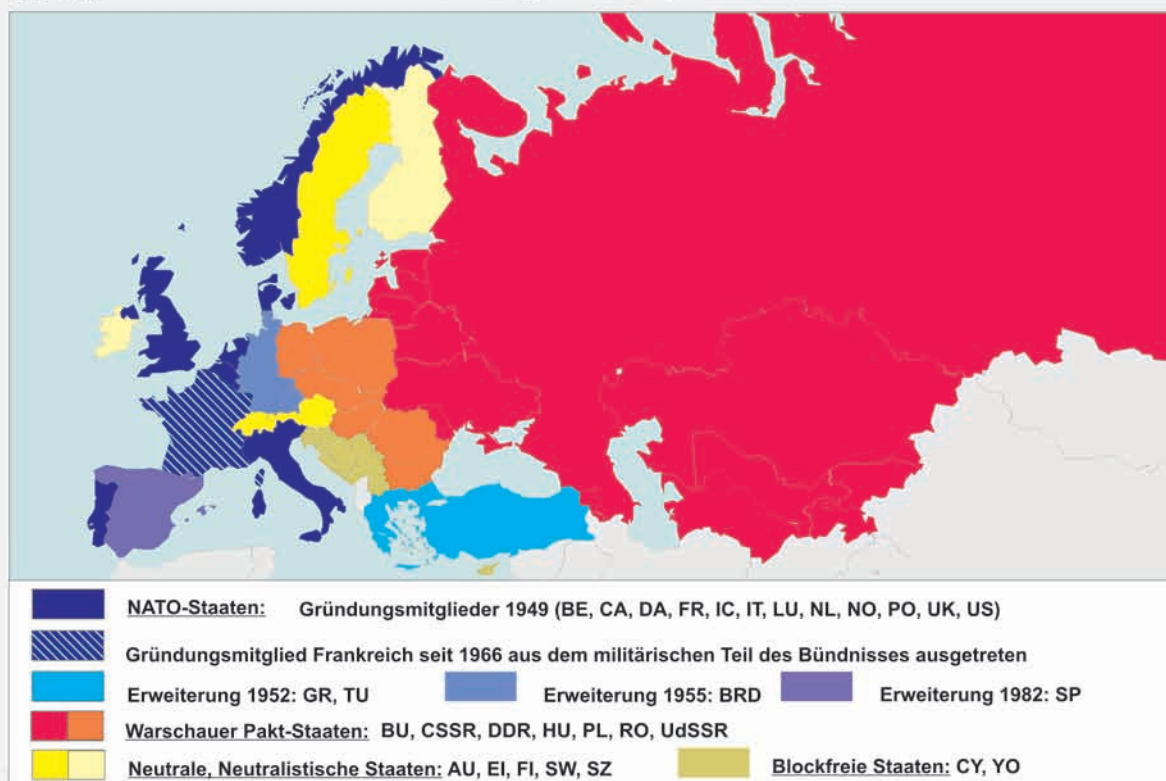 NATO-Staaten: Gründungsmitglieder 1949 (BE, CA, DA, FR, IC, IT, LU, NL, NO, PO, UK, US)
Gründungsmitglied Frankreich seit 1966 aus dem militärischen Teil des Bündnisses ausgetreten
Erweiterung 1952: GR, TU Erweiterung 1955: BRD Erweiterung 1982: SP
Warschauer Pakt-Staaten: BU, CSSR, DDR, HU, PL, RO, UdSSR
Neutrale, Neutralistische Staaten: AU, EI, FI, SW, SZ Blockfreie Staaten: CY, YO